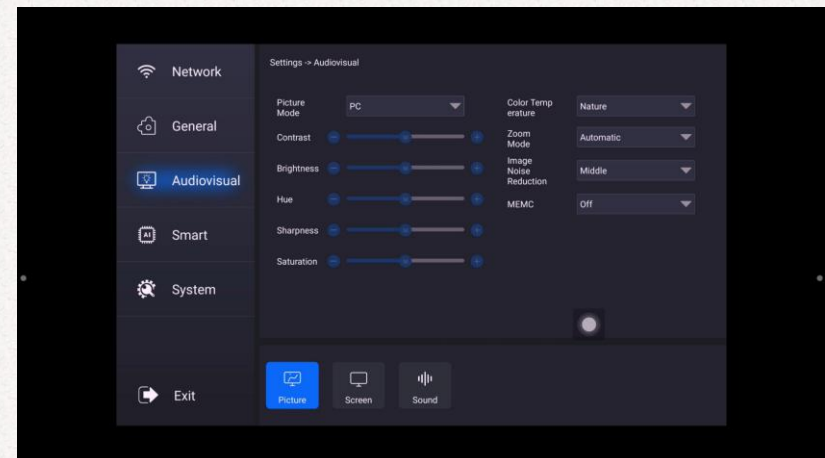 Network
General
Audiovisual
AI
Smart
System
Exit
Settings -> Audiovisual
Picture
Mode
PC
Contrast
Brightness
Hue
Sharpness
Saturation
Color Temp
erature
Nature
Zoom
Mode
Automatic
Image
Noise
Reduction
Middle
MEMC
Off
Picture
Screen
Sound